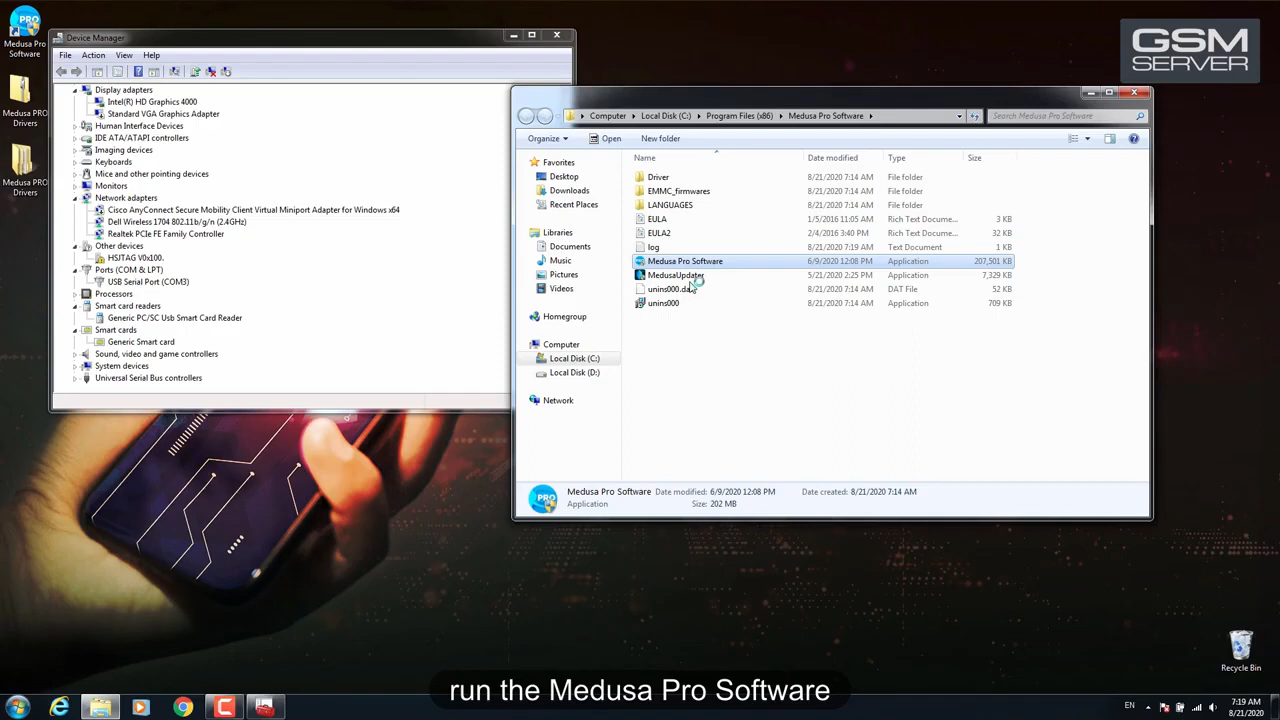 Medusa Pro
Software
Medusa PRO
Drivers
Medusa PRO
Drivers
Device Manager
File Action View Help
Display adapters
Intel(R) HD Graphics 4000
Standard VGA Graphics Adapter
Human Interface Devices
IDE ATA/ATAPI controllers
Imaging devices
Keyboards
Mice and other pointing devices
Monitors
Network adapters
Cisco AnyConnect Secure Mobility Client Virtual Miniport Adapter for Windows x64
Dell Wireless 1704 802.11b/g/n (2.4GHz)
Realtek PCIe FE Family Controller
Other devices
HSJTAG V0x100.
Ports (COM & LPT)
USB Serial Port (COM3)
Processors
Smart card readers
Generic PC/SC Usb Smart Card Reader
Smart cards
Generic Smart card
Sound, video and game controllers
System devices
Universal Serial Bus controllers
GSM
SERVER
Computer Local Disk (C:) Program Files (x86) Medusa Pro Software
Search Medusa Pro Software
Organize Open New folder
Favorites
Desktop
Downloads
Recent Places
Libraries
Documents
Music
Pictures
Videos
Homegroup
Computer
Local Disk (C:)
Local Disk (D:)
Network
Name Date modified Type Size
Driver 8/21/2020 7:14 AM File folder
EMMC_firmwares 8/21/2020 7:14 AM File folder
LANGUAGES 8/21/2020 7:14 AM File folder
EULA 1/5/2016 11:05 AM Rich Text Docume... 3 KB
EULA2 2/4/2016 3:40 PM Rich Text Docume... 32 KB
log 8/21/2020 7:19 AM Text Document 1 KB
Medusa Pro Software 6/9/2020 12:08 PM Application 207,501 KB
MedusaUpdater 5/21/2020 2:25 PM Application 7,329 KB
unins000.da 8/21/2020 7:14 AM DAT File 8 KB
unins000 8/21/2020 7:14 AM Application 709 KB
PRO
Medusa Pro Software Date modified: 6/9/2020 12:08 PM Date created: 8/21/2020 7:14 AM
Application Size: 202 MB
run the Medusa Pro Software
Recycle Bin
EN
7:19 AM
8/21/2020